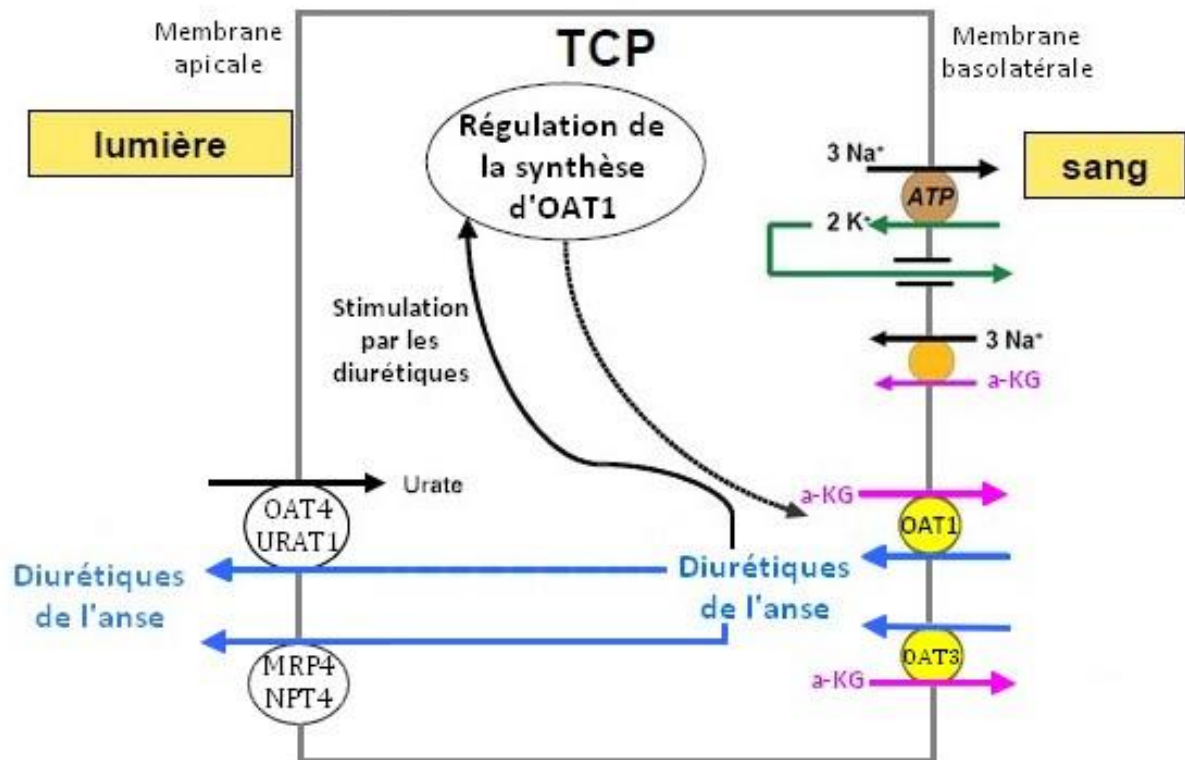 Membrane
apicale
TCP
Membrane
basolatérale
lumière
Régulation de
la synthèse
d'OAT1
3 Na⁺
sang
ATP
2 K⁺
Stimulation
par les
diurétiques
3 Na⁺
a-KG
Urate
OAT4
URAT1
a-KG
OAT1
Diurétiques
de l'anse
Diurétiques
de l'anse
MRP4
NPT4
OAT3
a-KG